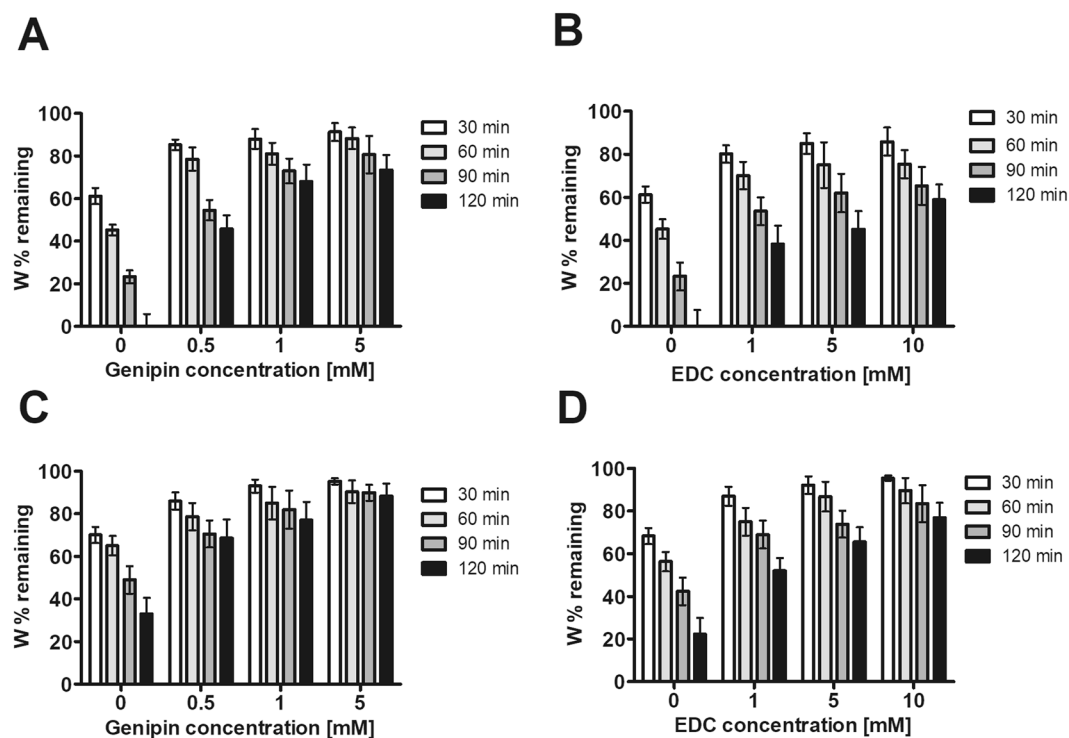 A
W % remaining
100
80
60
40
20
0
0 0.5 1 5
Genipin concentration [mM]
30 min
60 min
90 min
120 min
B
W % remaining
100
80
60
40
20
0
0 1 5 10
EDC concentration [mM]
30 min
60 min
90 min
120 min
C
W % remaining
100
80
60
40
20
0
0 0.5 1 5
Genipin concentration [mM]
30 min
60 min
90 min
120 min
D
W % remaining
100
80
60
40
20
0
0 1 5 10
EDC concentration [mM]
30 min
60 min
90 min
120 min